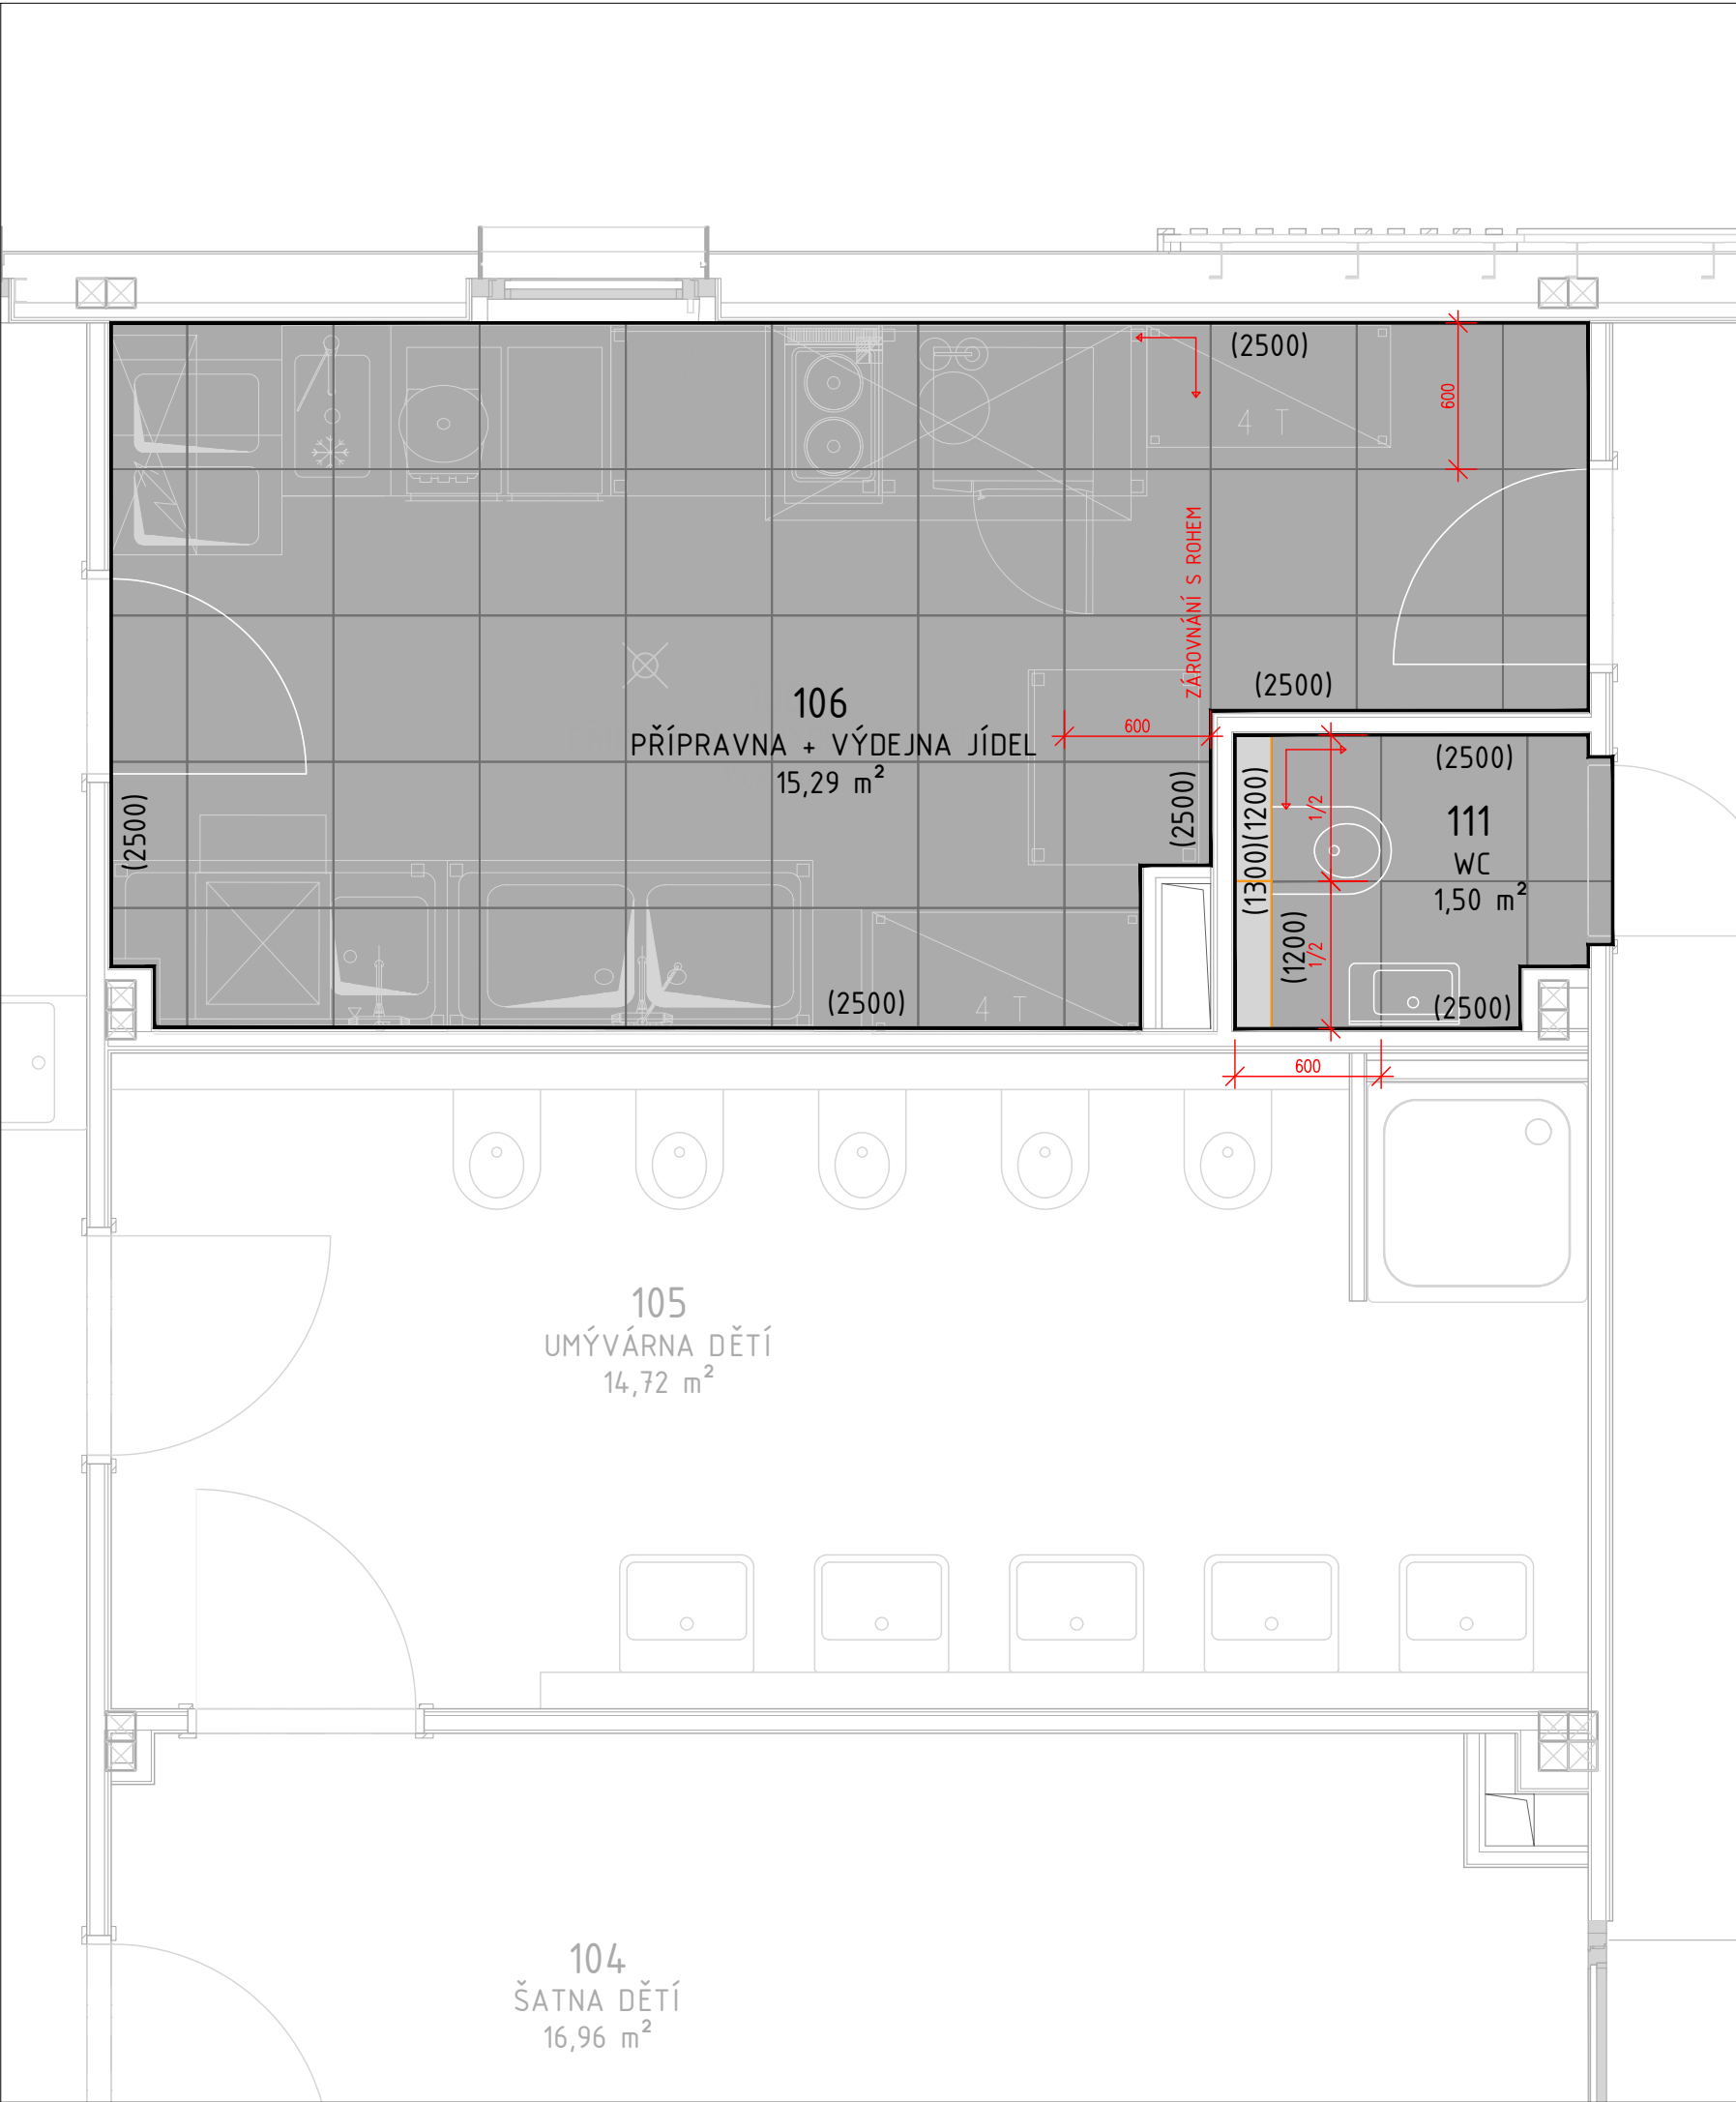 (2500)
600
4 T
ZÁROVNÁNÍ S ROHEM
(2500)
106
PŘÍPRAVNA + VÝDEJNA JÍDEL
15,29 m²
600
(2500)
(2500)
(2500)
4 T
(2500)
(1300)(1200)
1/2
111
WC
1,50 m²
(1200)
1/2
(2500)
600
105
UMÝVÁRNA DĚTÍ
14,72 m²
104
ŠATNA DĚTÍ
16,96 m²